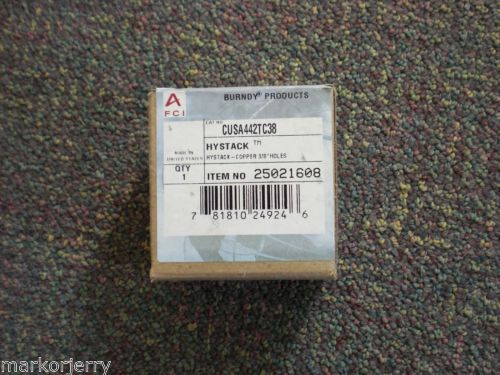 A
FCI
BURNDY® PRODUCTS
CAT NO.
CUSA442TC38
HYSTACK ™
HYSTACK-COPPER 3/8"HOLES
MADE IN
UNITED STATES
QTY
1
ITEM NO 25021608
7 81810 24924 6
markorjerry